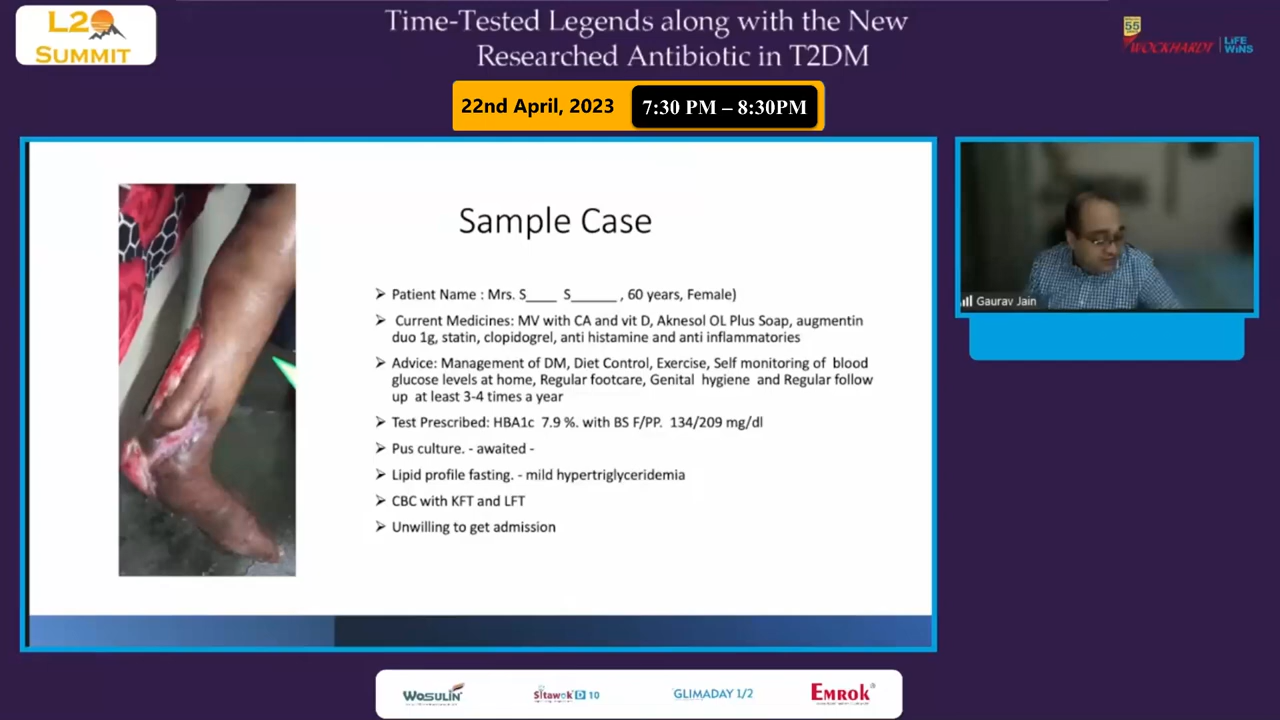 L2O
SUMMIT
Time-Tested Legends along with the New
Researched Antibiotic in T2DM
55
WOCKHARDT
LiFE
WiNS
22nd April, 2023
7:30 PM – 8:30PM
Sample Case
➢ Patient Name : Mrs. S____ S______ , 60 years, Female)
➢ Current Medicines: MV with CA and vit D, Aknesol OL Plus Soap, augmentin
duo 1g, statin, clopidogrel, anti histamine and anti inflammatories
➢ Advice: Management of DM, Diet Control, Exercise, Self monitoring of blood
glucose levels at home, Regular footcare, Genital hygiene and Regular follow
up at least 3-4 times a year
➢ Test Prescribed: HBA1c 7.9 %. with BS F/PP. 134/209 mg/dl
➢ Pus culture. - awaited -
➢ Lipid profile fasting. - mild hypertriglyceridemia
➢ CBC with KFT and LFT
➢ Unwilling to get admission
Gaurav Jain
WOSULIN
Sitawok D 10
GLIMADAY 1/2
EMROK